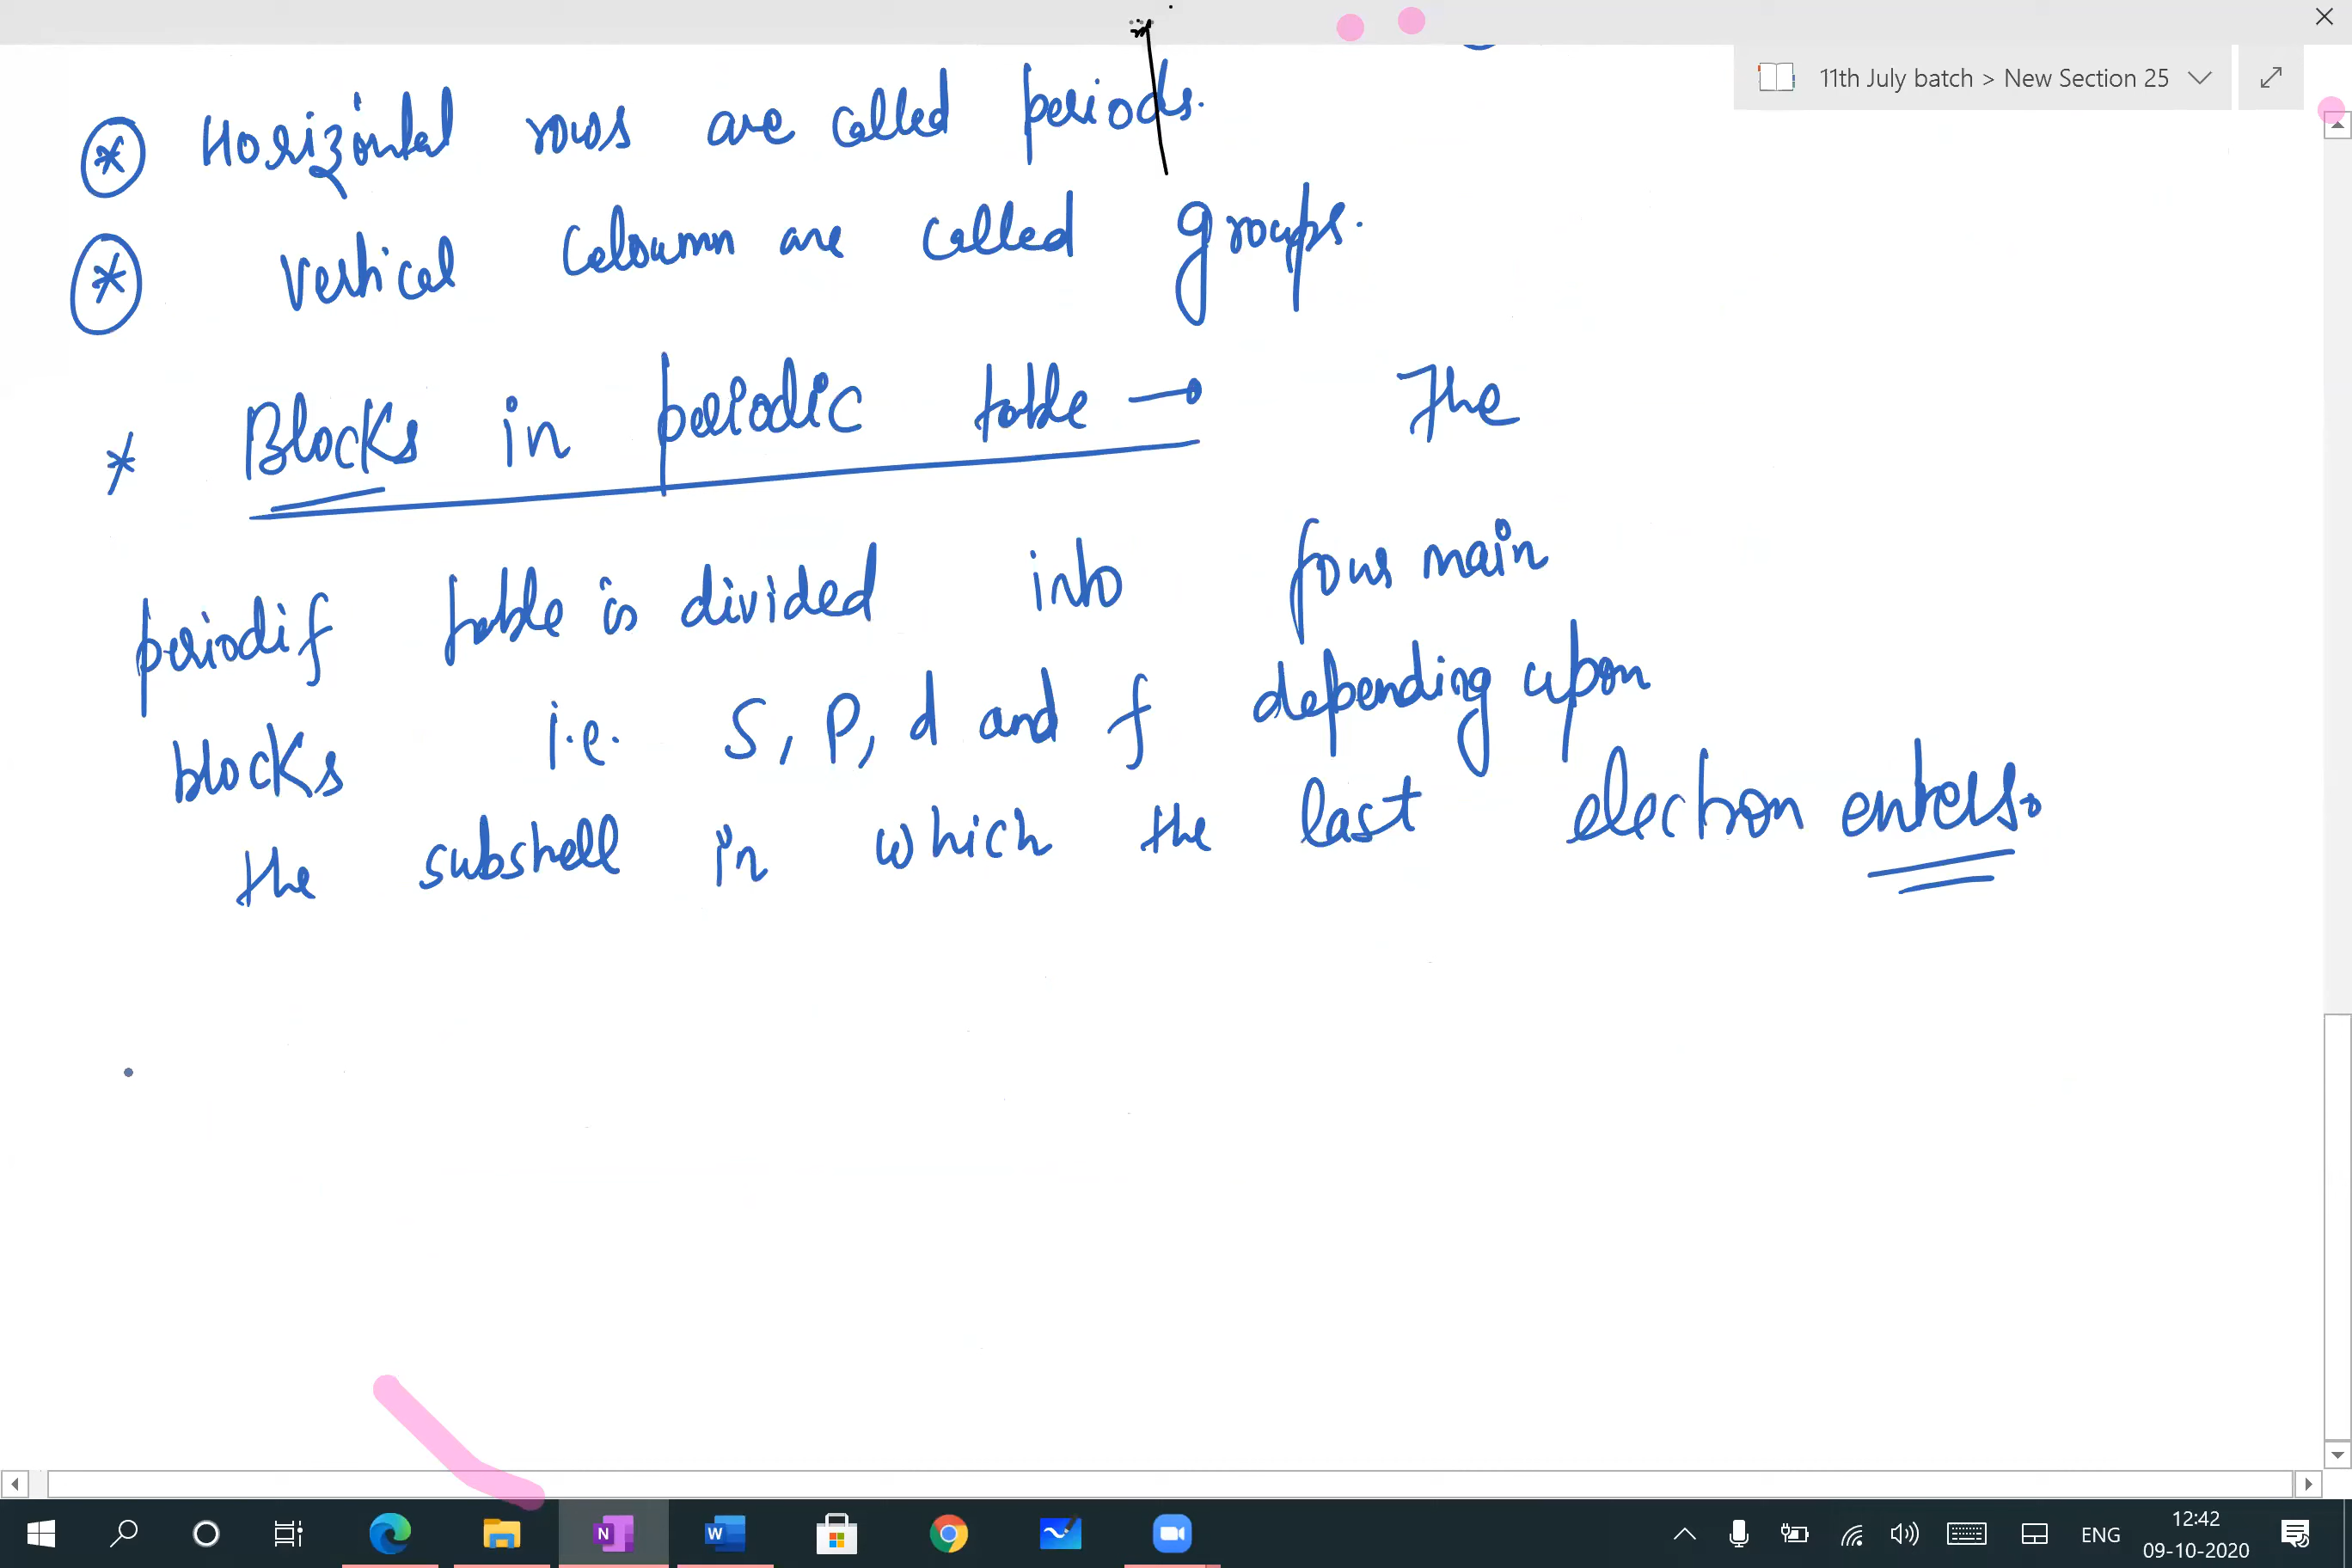 11th July batch > New Section 25
* Horizontal rows are called periods.
* Vertical Coloumn are called groups.
* Blocks in periodic table → The
periodif table is divided into four main
blocks i.e. S, P, d and f depending upon
the subshell in which the last electron enters.
ENG
12:42
09-10-2020